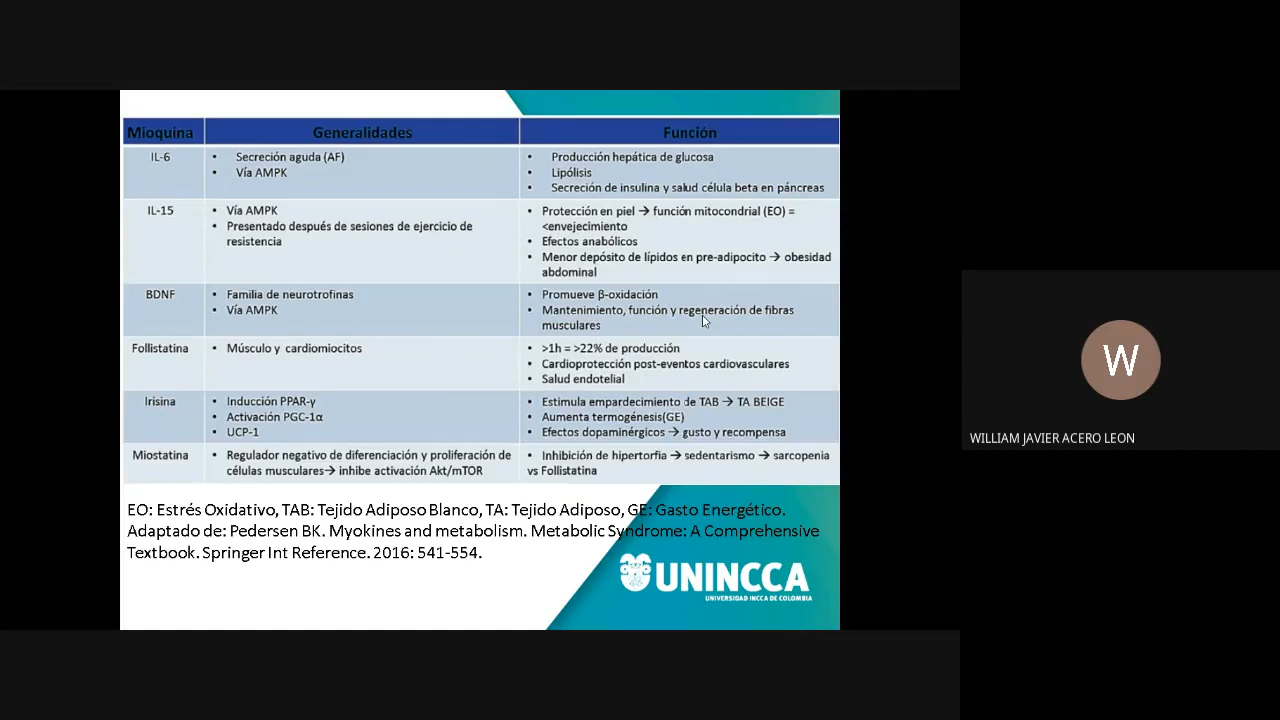 Mioquina Generalidades Función
IL-6
• Secreción aguda (AF)
• Vía AMPK
• Producción hepática de glucosa
• Lipólisis
• Secreción de insulina y salud célula beta en páncreas
IL-15
• Vía AMPK
• Presentado después de sesiones de ejercicio de
resistencia
• Protección en piel → función mitocondrial (EO) =
<envejecimiento
• Efectos anabólicos
• Menor depósito de lípidos en pre-adipocito → obesidad
abdominal
BDNF
• Familia de neurotrofinas
• Vía AMPK
• Promueve β-oxidación
• Mantenimiento, función y regeneración de fibras
musculares
Follistatina
• Músculo y cardiomiocitos
• >1h = >22% de producción
• Cardioprotección post-eventos cardiovasculares
• Salud endotelial
Irisina
• Inducción PPAR-γ
• Activación PGC-1α
• UCP-1
• Estimula empardecimiento de TAB → TA BEIGE
• Aumenta termogénesis(GE)
• Efectos dopaminérgicos → gusto y recompensa
Miostatina
• Regulador negativo de diferenciación y proliferación de
células musculares→ inhibe activación Akt/mTOR
• Inhibición de hipertorfia → sedentarismo → sarcopenia
vs Follistatina
EO: Estrés Oxidativo, TAB: Tejido Adiposo Blanco, TA: Tejido Adiposo, GE: Gasto Energético.
Adaptado de: Pedersen BK. Myokines and metabolism. Metabolic Syndrome: A Comprehensive
Textbook. Springer Int Reference. 2016: 541-554.
UNINCCA
UNIVERSIDAD INCCA DE COLOMBIA
W
WILLIAM JAVIER ACERO LEON